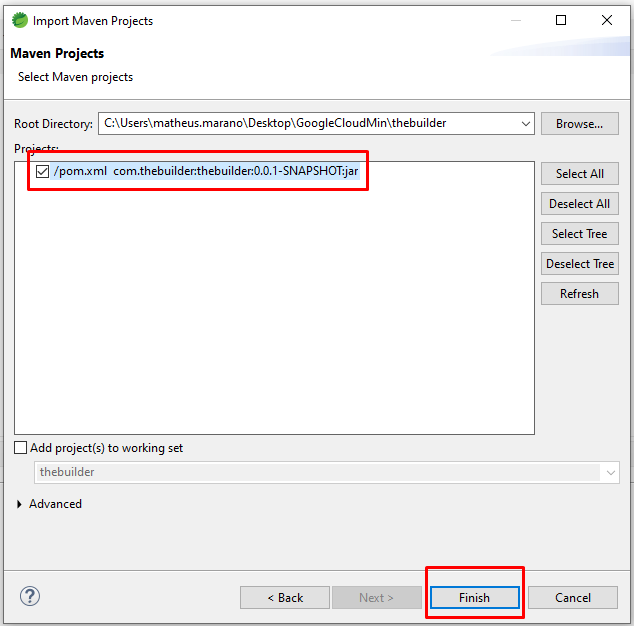 Import Maven Projects
Maven Projects
Select Maven projects
Root Directory: C:\Users\matheus.marano\Desktop\GoogleCloudMin\thebuilder Browse...
Projects:
/pom.xml com.thebuilder:thebuilder:0.0.1-SNAPSHOT:jar
Select All
Deselect All
Select Tree
Deselect Tree
Refresh
Add project(s) to working set
thebuilder
Advanced
? < Back Next > Finish Cancel